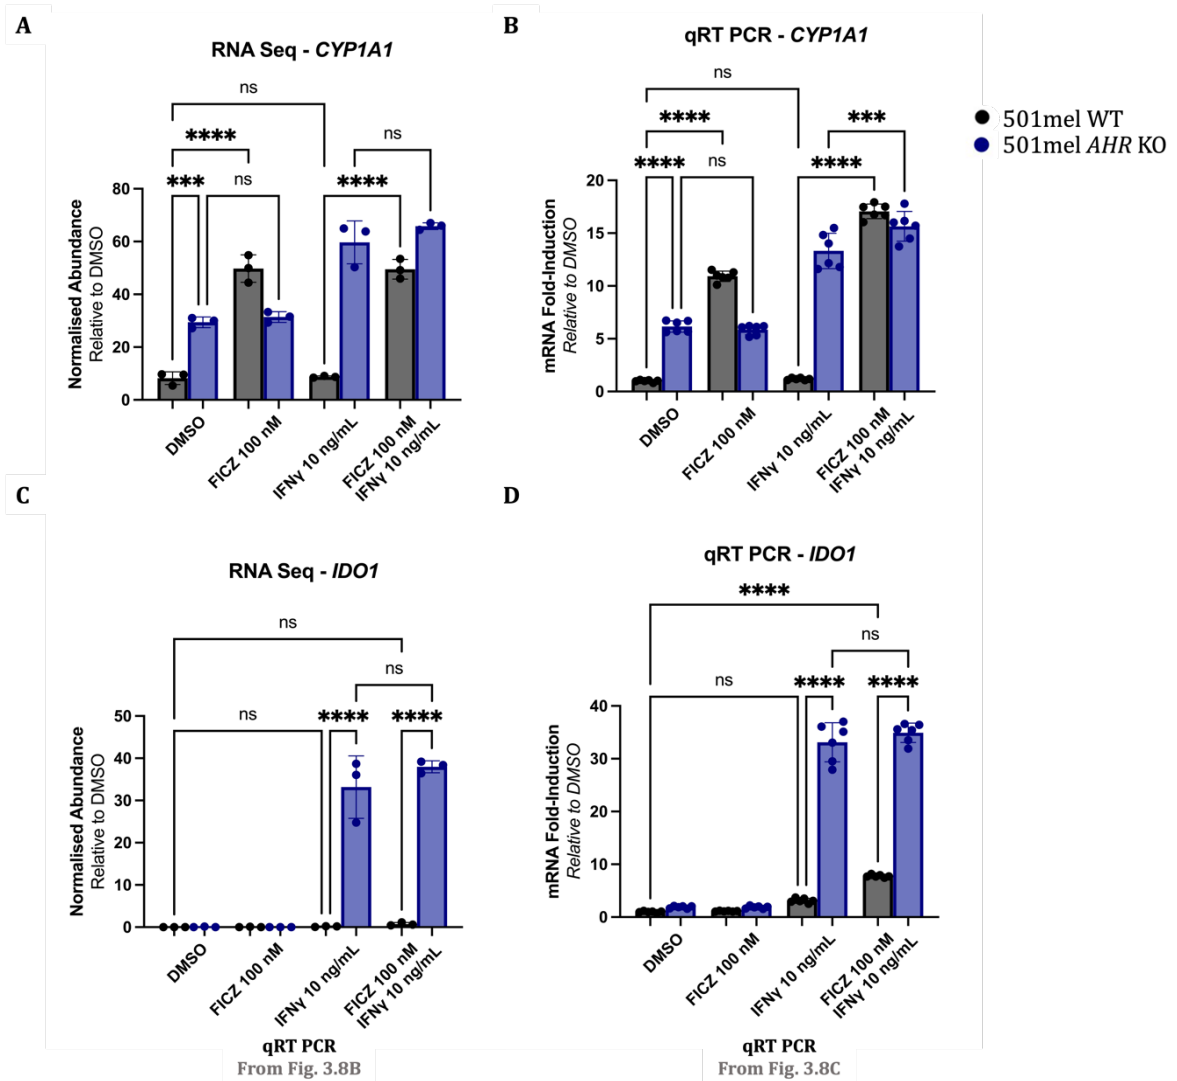 A
RNA Seq - CYP1A1
ns
ns
****
***
ns
****
Normalised Abundance
Relative to DMSO
80
60
40
20
0
DMSO
FICZ 100 nM
IFNγ 10 ng/mL
FICZ 100 nM
IFNγ 10 ng/mL
B
qRT PCR - CYP1A1
ns
****
***
****
ns
****
mRNA Fold-Induction
Relative to DMSO
20
15
10
5
0
DMSO
FICZ 100 nM
IFNγ 10 ng/mL
FICZ 100 nM
IFNγ 10 ng/mL
501mel WT
501mel AHR KO
C
RNA Seq - IDO1
ns
ns
ns
****
****
Normalised Abundance
Relative to DMSO
50
40
30
20
10
0
DMSO
FICZ 100 nM
IFNγ 10 ng/mL
FICZ 100 nM
IFNγ 10 ng/mL
qRT PCR
From Fig. 3.8B
D
qRT PCR - IDO1
****
ns
ns
****
****
mRNA Fold-Induction
Relative to DMSO
40
30
20
10
0
DMSO
FICZ 100 nM
IFNγ 10 ng/mL
FICZ 100 nM
IFNγ 10 ng/mL
qRT PCR
From Fig. 3.8C